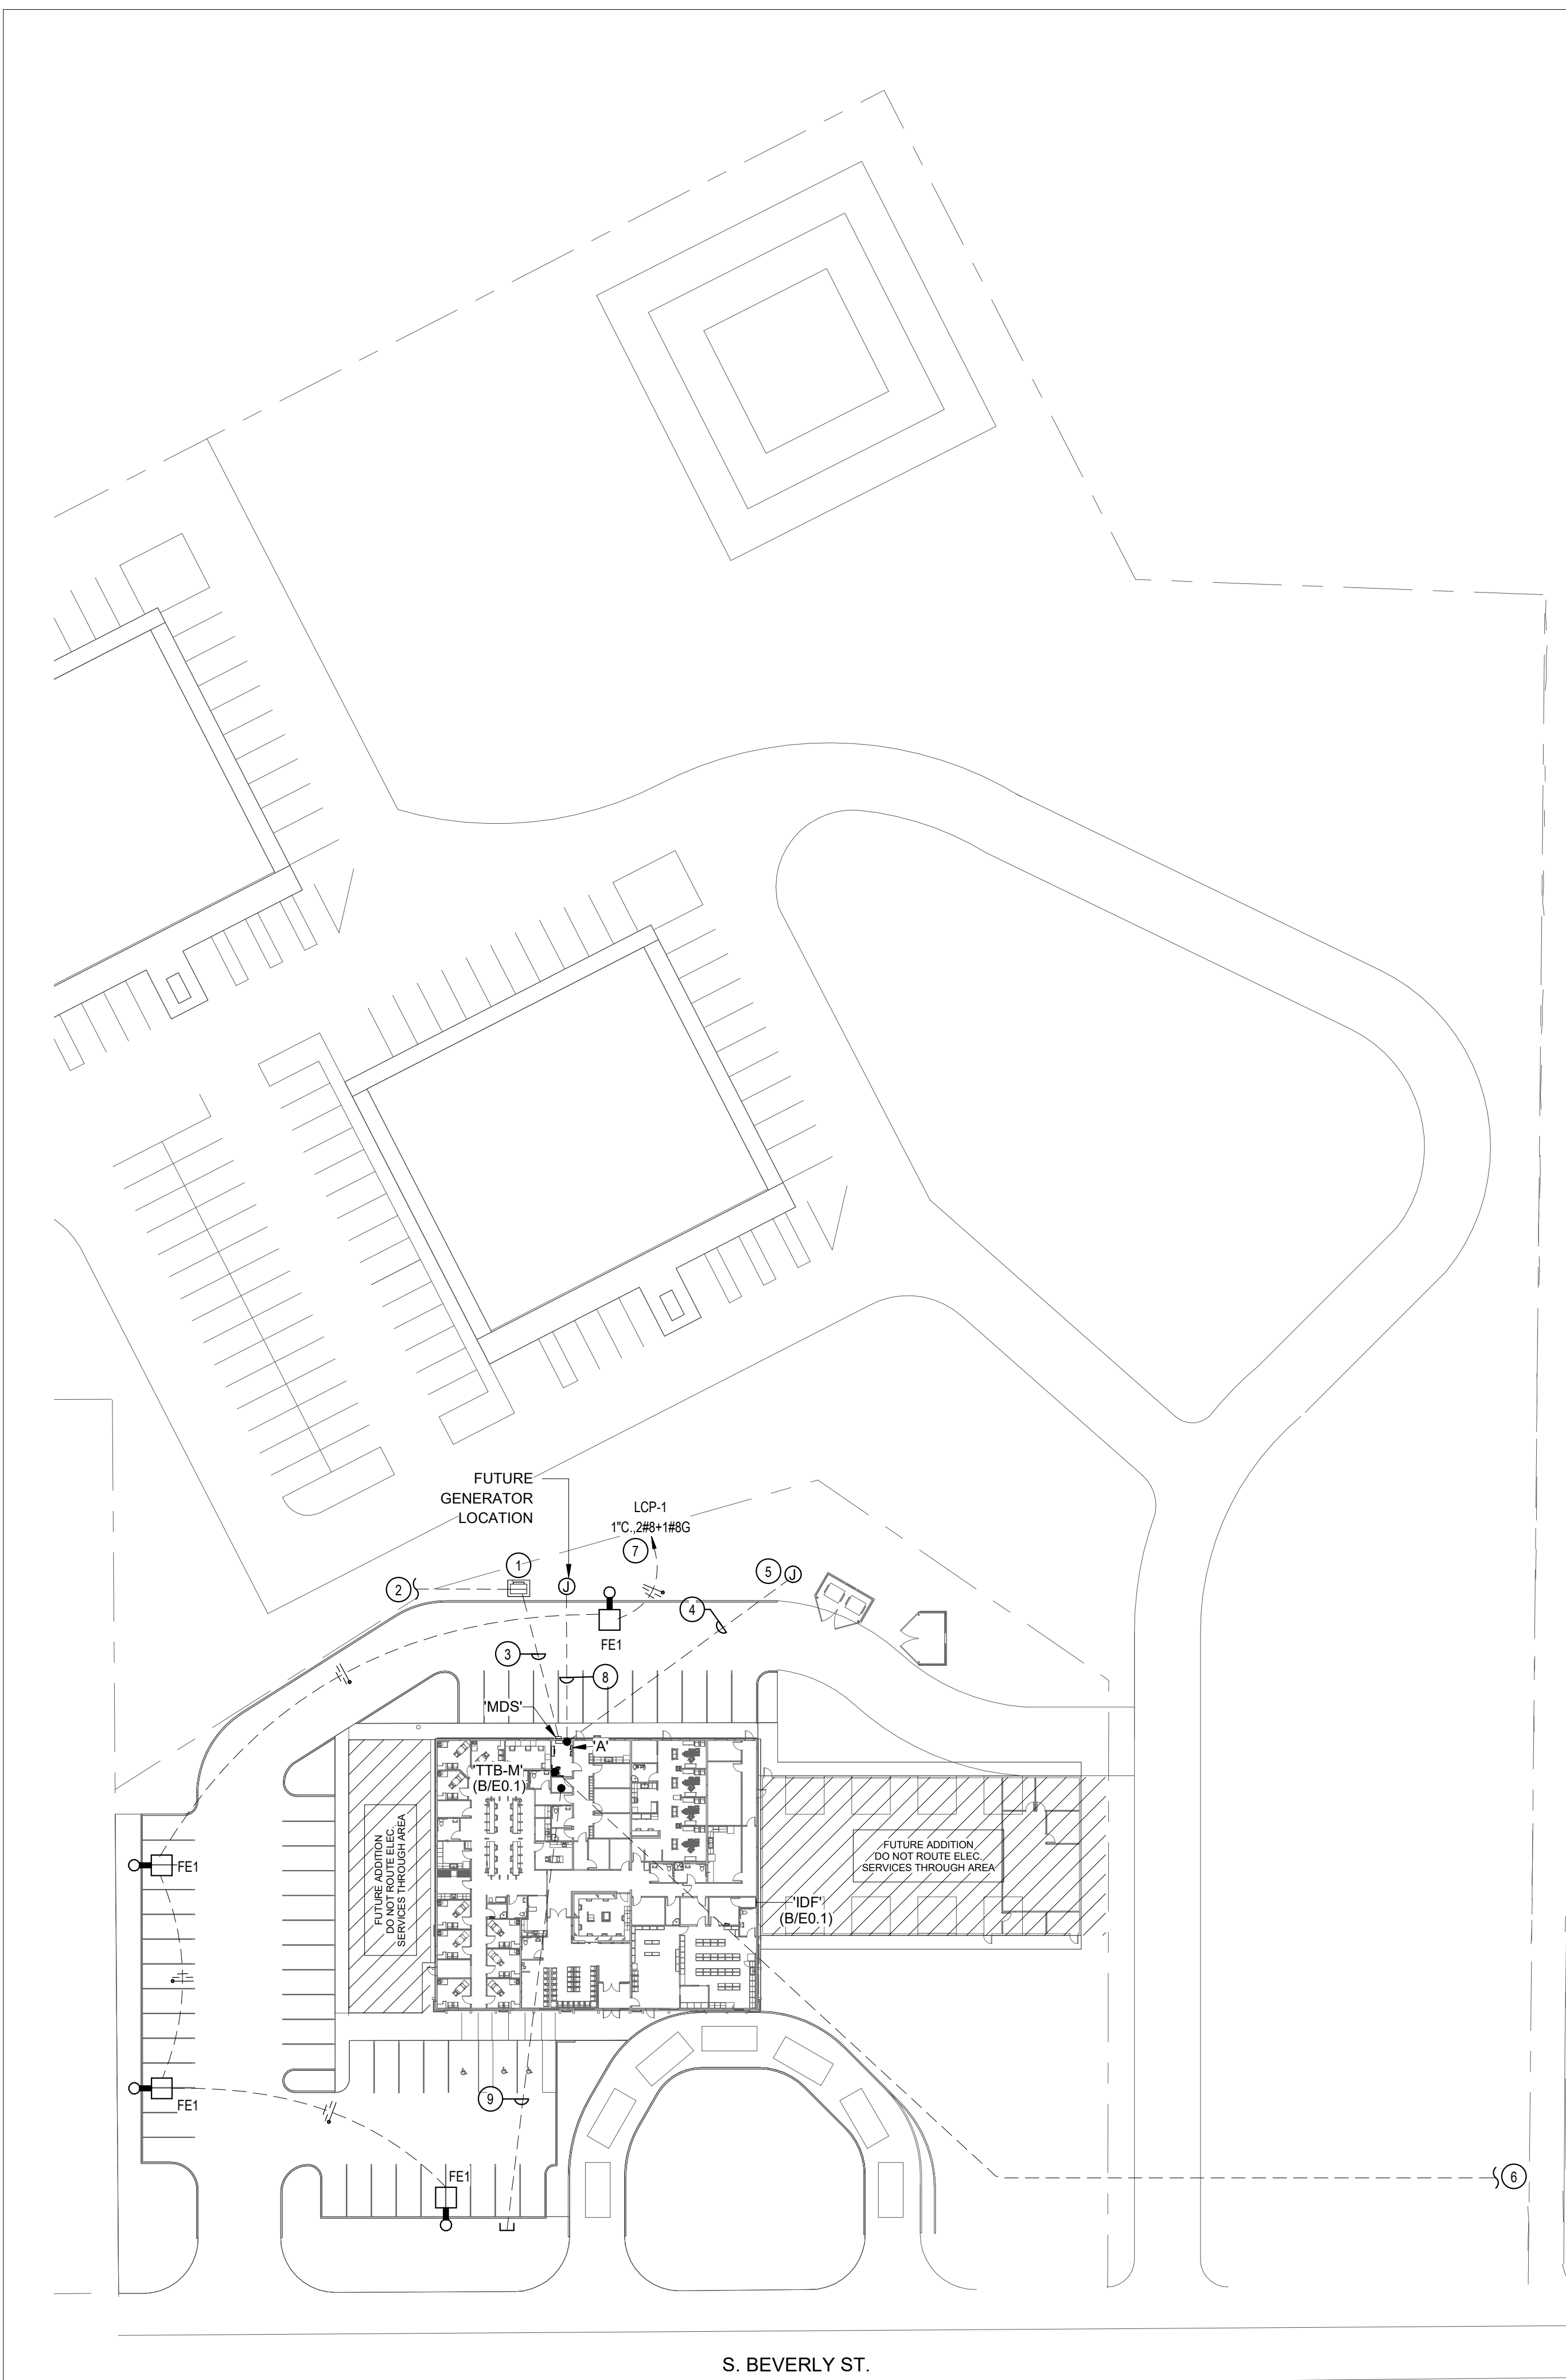 FUTURE
GENERATOR
LOCATION
LCP-1
1"C.,2#8+1#8G
7
1
2
J
5
J
4
FE1
3
8
'MDS'
'A'
'TTB-M'
(B/E0.1)
FUTURE ADDITION
DO NOT ROUTE ELEC.
SERVICES THROUGH AREA
FUTURE ADDITION
DO NOT ROUTE ELEC.
SERVICES THROUGH AREA
FE1
'IDF'
(B/E0.1)
FE1
9
FE1
6
S. BEVERLY ST.